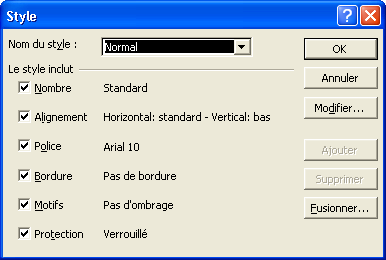 Style
Nom du style : Normal OK
Le style inclut Annuler
Nombre Standard
Alignement Horizontal: standard - Vertical: bas Modifier...
Police Arial 10 Ajouter
Bordure Pas de bordure Supprimer
Motifs Pas d'ombrage Fusionner...
Protection Verrouillé